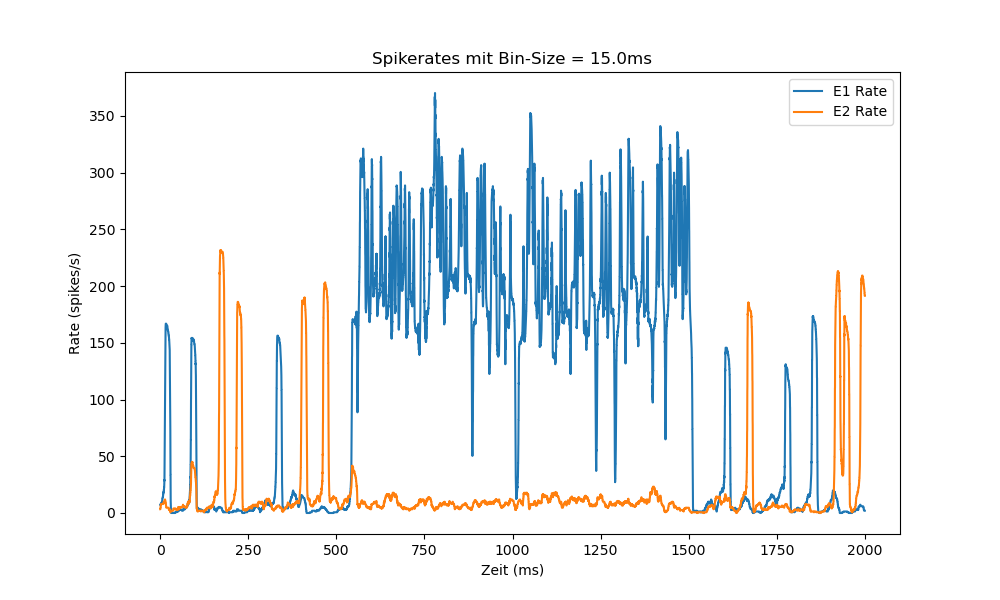 Spikerates mit Bin-Size = 15.0ms
E1 Rate
E2 Rate
Rate (spikes/s)
350
300
250
200
150
100
50
0
0 250 500 750 1000 1250 1500 1750 2000
Zeit (ms)